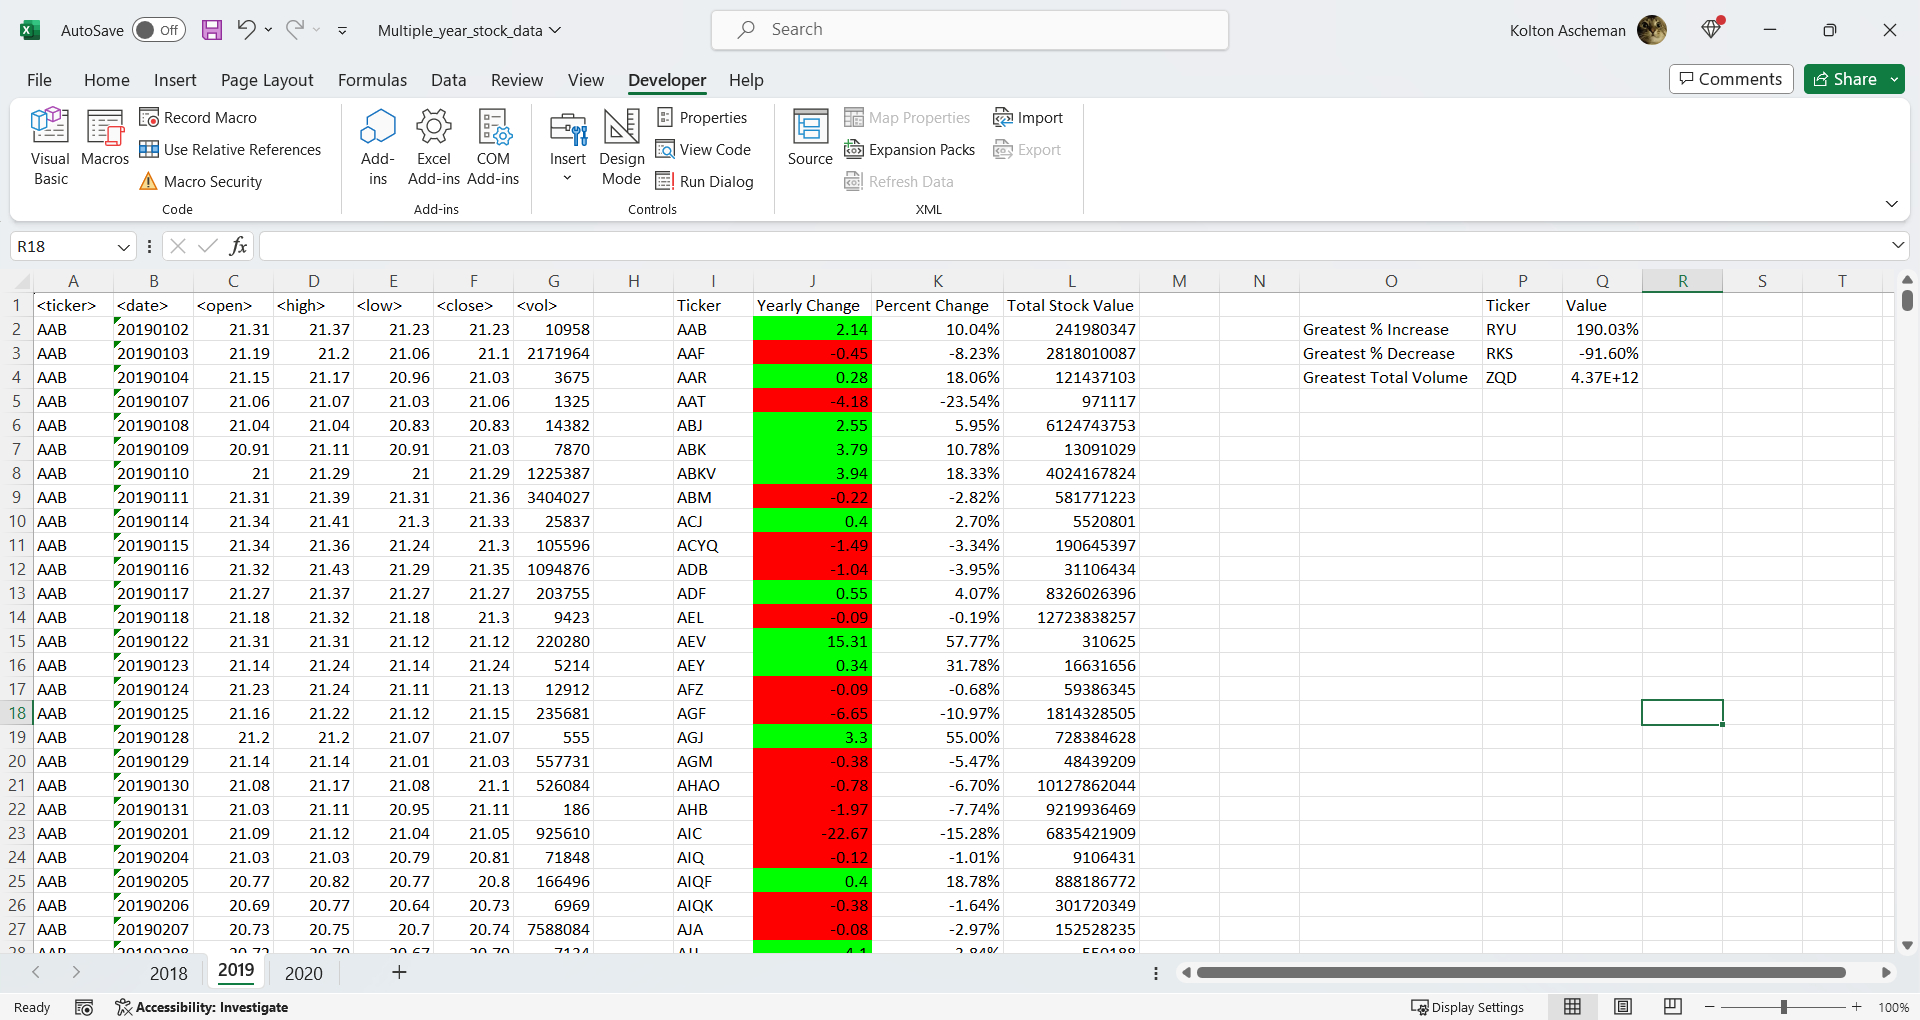 AutoSave Off Multiple_year_stock_data Search Kolton Ascheman
File Home Insert Page Layout Formulas Data Review View Developer Help Comments Share
Visual Basic
Macros
Record Macro
Use Relative References
Macro Security
Code
Add-ins
Excel Add-ins
COM Add-ins
Add-ins
Insert
Design Mode
Properties
View Code
Run Dialog
Controls
Source
Map Properties
Expansion Packs
Refresh Data
Import
Export
XML
R18 fx
A B C D E F G H I J K L M N O P Q R S T
1 <ticker> <date> <open> <high> <low> <close> <vol> Ticker Yearly Change Percent Change Total Stock Value Ticker Value
2 AAB 20190102 21.31 21.37 21.23 21.23 10958 AAB 2.14 10.04% 241980347 Greatest % Increase RYU 190.03%
3 AAB 20190103 21.19 21.2 21.06 21.1 2171964 AAF -0.45 -8.23% 2818010087 Greatest % Decrease RKS -91.60%
4 AAB 20190104 21.15 21.17 20.96 21.03 3675 AAR 0.28 18.06% 121437103 Greatest Total Volume ZQD 4.37E+12
5 AAB 20190107 21.06 21.07 21.03 21.06 1325 AAT -4.18 -23.54% 971117
6 AAB 20190108 21.04 21.04 20.83 20.83 14382 ABJ 2.55 5.95% 6124743753
7 AAB 20190109 20.91 21.11 20.91 21.03 7870 ABK 3.79 10.78% 13091029
8 AAB 20190110 21 21.29 21 21.29 1225387 ABKV 3.94 18.33% 4024167824
9 AAB 20190111 21.31 21.39 21.31 21.36 3404027 ABM -0.22 -2.82% 581771223
10 AAB 20190114 21.34 21.41 21.3 21.33 25837 ACJ 0.4 2.70% 5520801
11 AAB 20190115 21.34 21.36 21.24 21.3 105596 ACYQ -1.49 -3.34% 190645397
12 AAB 20190116 21.32 21.43 21.29 21.35 1094876 ADB -1.04 -3.95% 31106434
13 AAB 20190117 21.27 21.37 21.27 21.27 203755 ADF 0.55 4.07% 8326026396
14 AAB 20190118 21.18 21.32 21.18 21.3 9423 AEL -0.09 -0.19% 12723838257
15 AAB 20190122 21.31 21.31 21.12 21.12 220280 AEV 15.31 57.77% 310625
16 AAB 20190123 21.14 21.24 21.14 21.24 5214 AEY 0.34 31.78% 16631656
17 AAB 20190124 21.23 21.24 21.11 21.13 12912 AFZ -0.09 -0.68% 59386345
18 AAB 20190125 21.16 21.22 21.12 21.15 235681 AGF -6.65 -10.97% 1814328505
19 AAB 20190128 21.2 21.2 21.07 21.07 555 AGJ 3.3 55.00% 728384628
20 AAB 20190129 21.14 21.14 21.01 21.03 557731 AGM -0.38 -5.47% 48439209
21 AAB 20190130 21.08 21.17 21.08 21.1 526084 AHAO -0.78 -6.70% 10127862044
22 AAB 20190131 21.03 21.11 20.95 21.11 186 AHB -1.97 -7.74% 9219936469
23 AAB 20190201 21.09 21.12 21.04 21.05 925610 AIC -22.67 -15.28% 6835421909
24 AAB 20190204 21.03 21.03 20.79 20.81 71848 AIQ -0.12 -1.01% 9106431
25 AAB 20190205 20.77 20.82 20.77 20.8 166496 AIQF 0.4 18.78% 888186772
26 AAB 20190206 20.69 20.77 20.64 20.73 6969 AIQK -0.38 -1.64% 301720349
27 AAB 20190207 20.73 20.75 20.7 20.74 7588084 AJA -0.08 -2.97% 152528235
28 AAB 20190208
2018 2019 2020
Ready Accessibility: Investigate Display Settings 100%